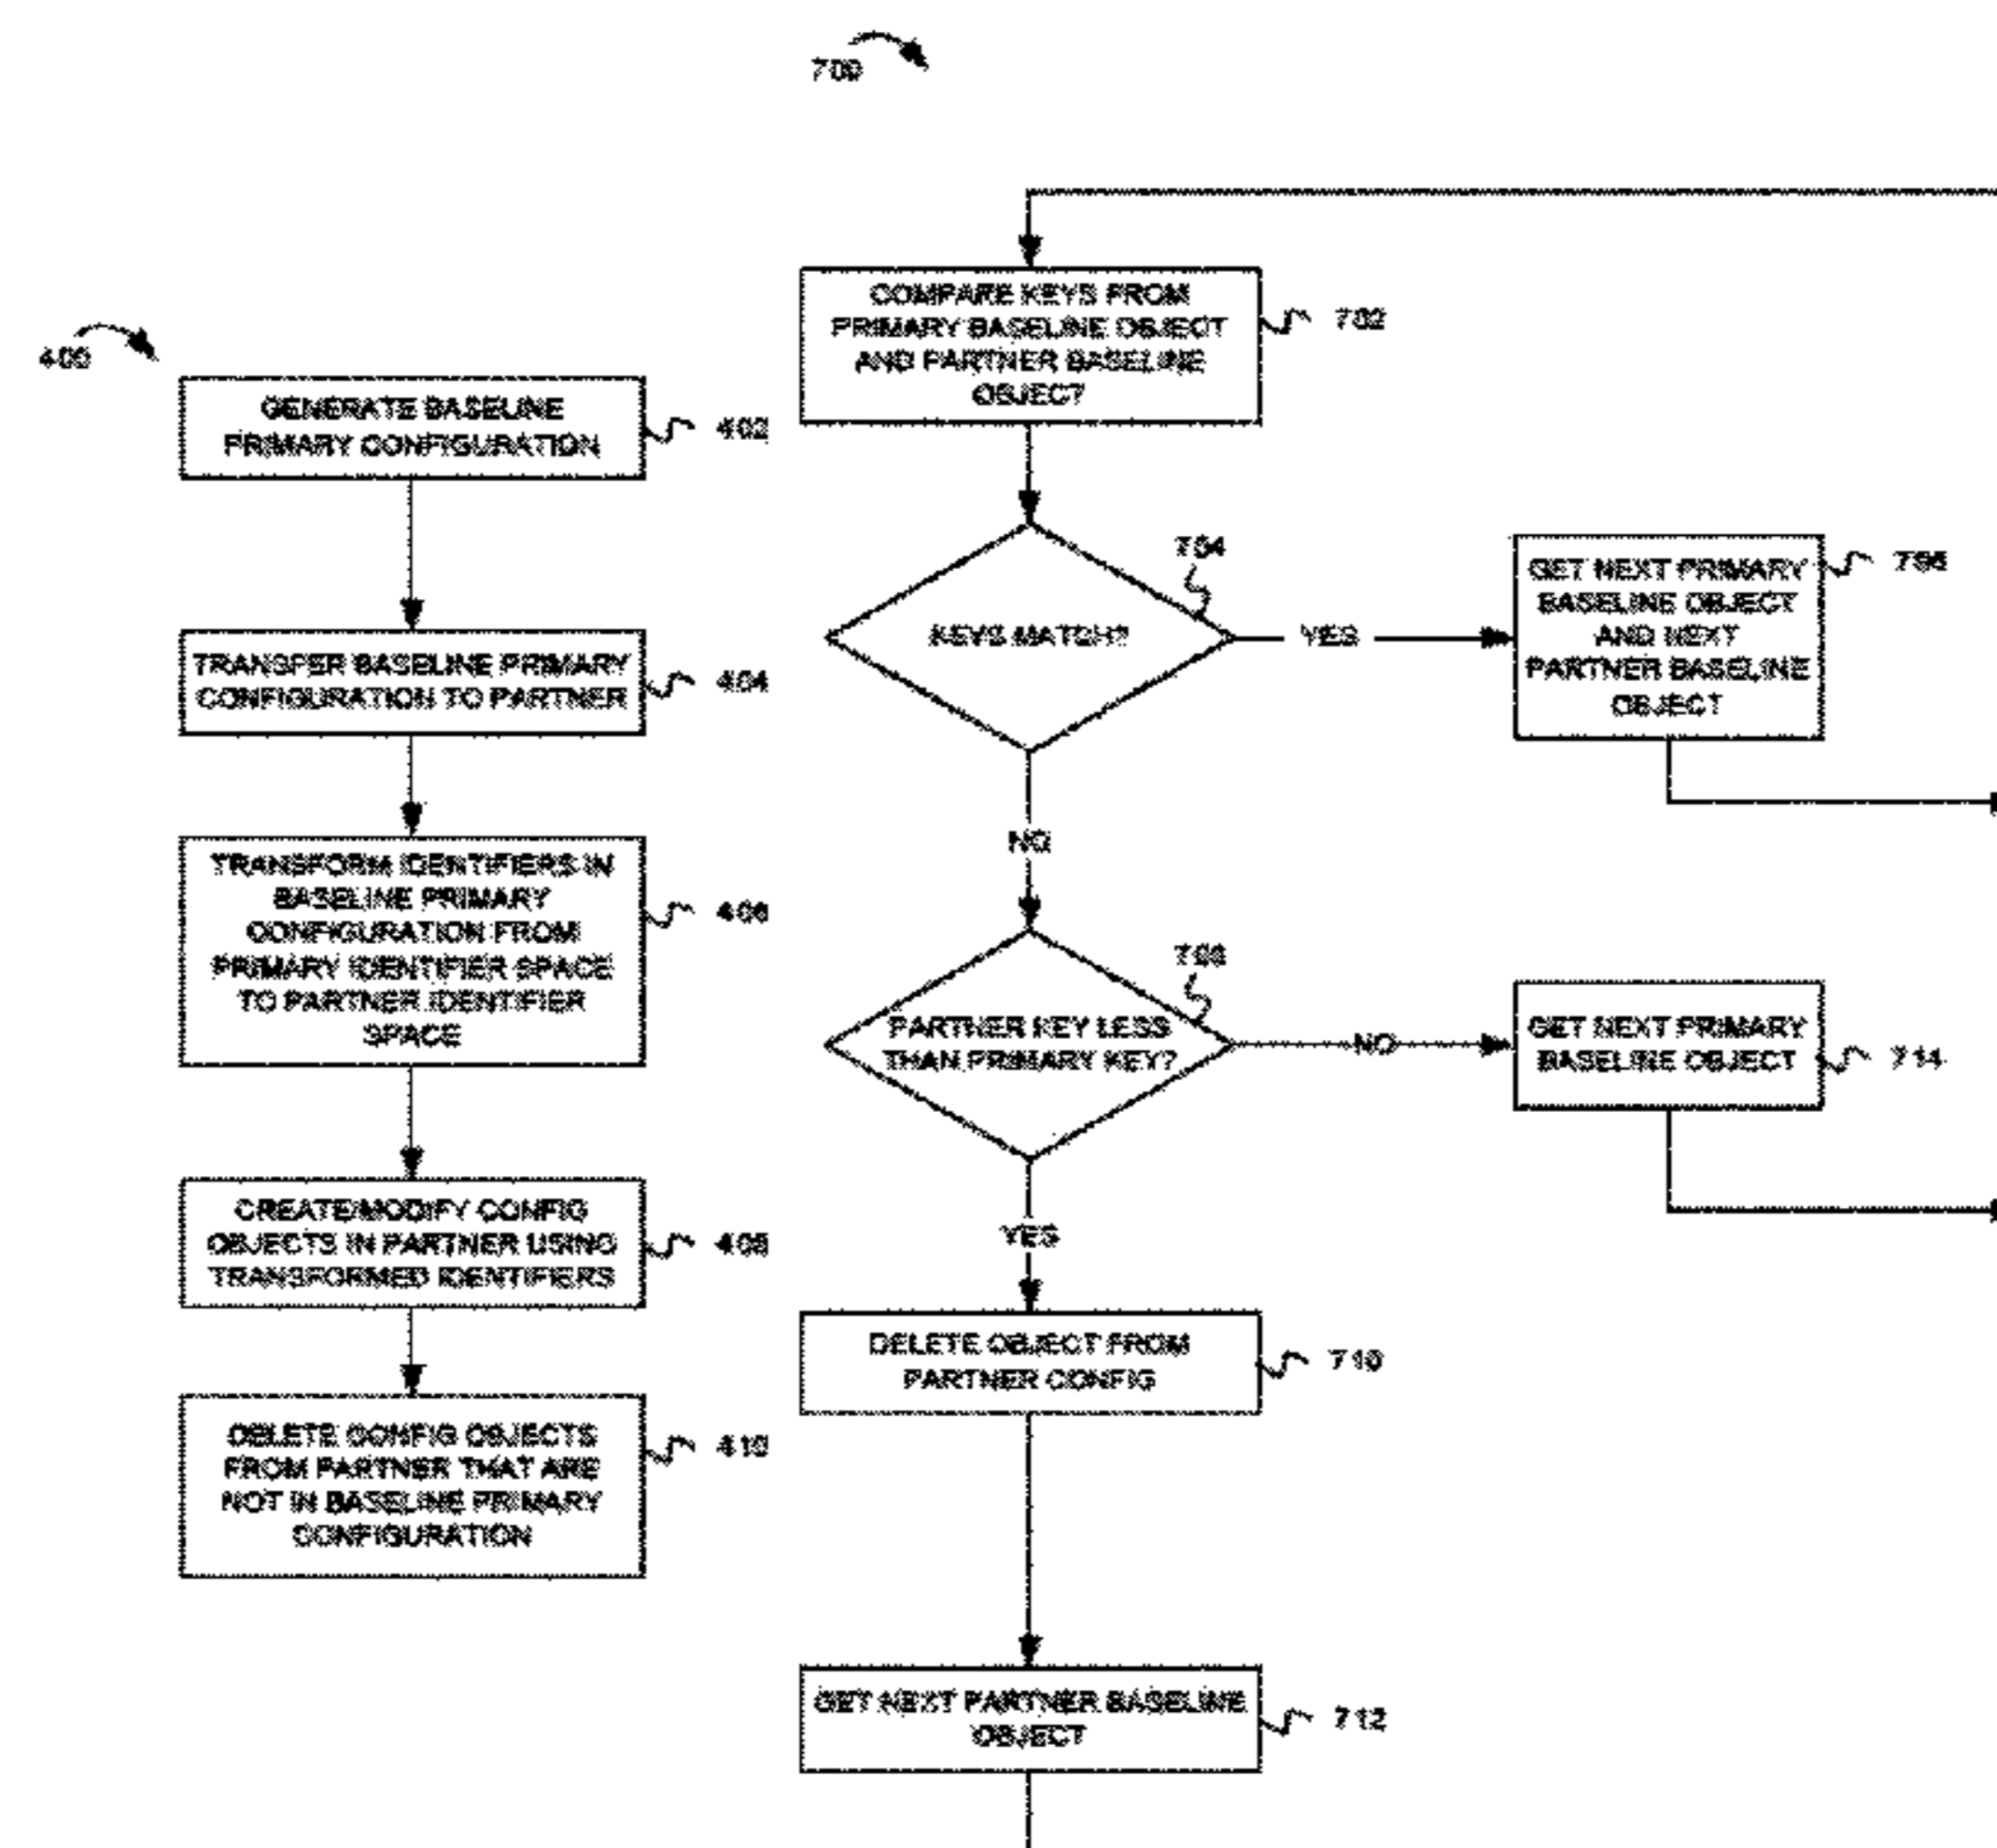 400
GENERATE BASELINE
PRIMARY CONFIGURATION
402
TRANSFER BASELINE PRIMARY
CONFIGURATION TO PARTNER
404
TRANSFORM IDENTIFIERS IN
BASELINE PRIMARY
CONFIGURATION FROM
PRIMARY IDENTIFIER SPACE
TO PARTNER IDENTIFIER
SPACE
406
CREATE/MODIFY CONFIG
OBJECTS IN PARTNER USING
TRANSFORMED IDENTIFIERS
408
DELETE CONFIG OBJECTS
FROM PARTNER THAT ARE
NOT IN BASELINE PRIMARY
CONFIGURATION
410
700
COMPARE KEYS FROM
PRIMARY BASELINE OBJECT
AND PARTNER BASELINE
OBJECT?
702
704
KEYS MATCH?
YES
GET NEXT PRIMARY
BASELINE OBJECT
AND NEXT
PARTNER BASELINE
OBJECT
706
NO
708
PARTNER KEY LESS
THAN PRIMARY KEY?
NO
GET NEXT PRIMARY
BASELINE OBJECT
714
YES
DELETE OBJECT FROM
PARTNER CONFIG
710
GET NEXT PARTNER BASELINE
OBJECT
712